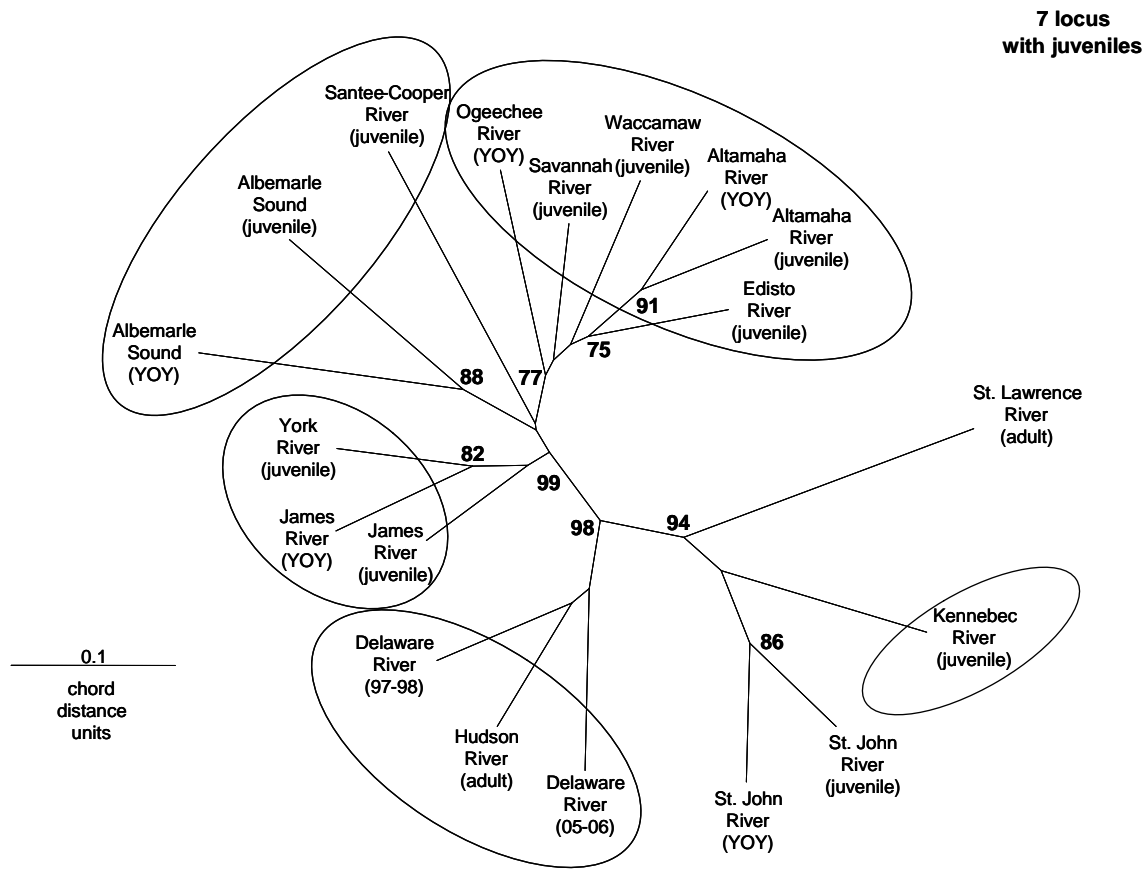 7 locus
with juveniles
Santee-Cooper
River
(juvenile)
Ogeechee
River
(YOY)
Savannah
River
(juvenile)
Waccamaw
River
(juvenile)
Altamaha
River
(YOY)
Altamaha
River
(juvenile)
Edisto
River
(juvenile)
Albemarle
Sound
(juvenile)
Albemarle
Sound
(YOY)
91
75
77
88
St. Lawrence
River
(adult)
York
River
(juvenile)
82
99
James
River
(YOY)
James
River
(juvenile)
98
94
Kennebec
River
(juvenile)
86
Delaware
River
(97-98)
0.1
chord
distance
units
Hudson
River
(adult)
Delaware
River
(05-06)
St. John
River
(juvenile)
St. John
River
(YOY)